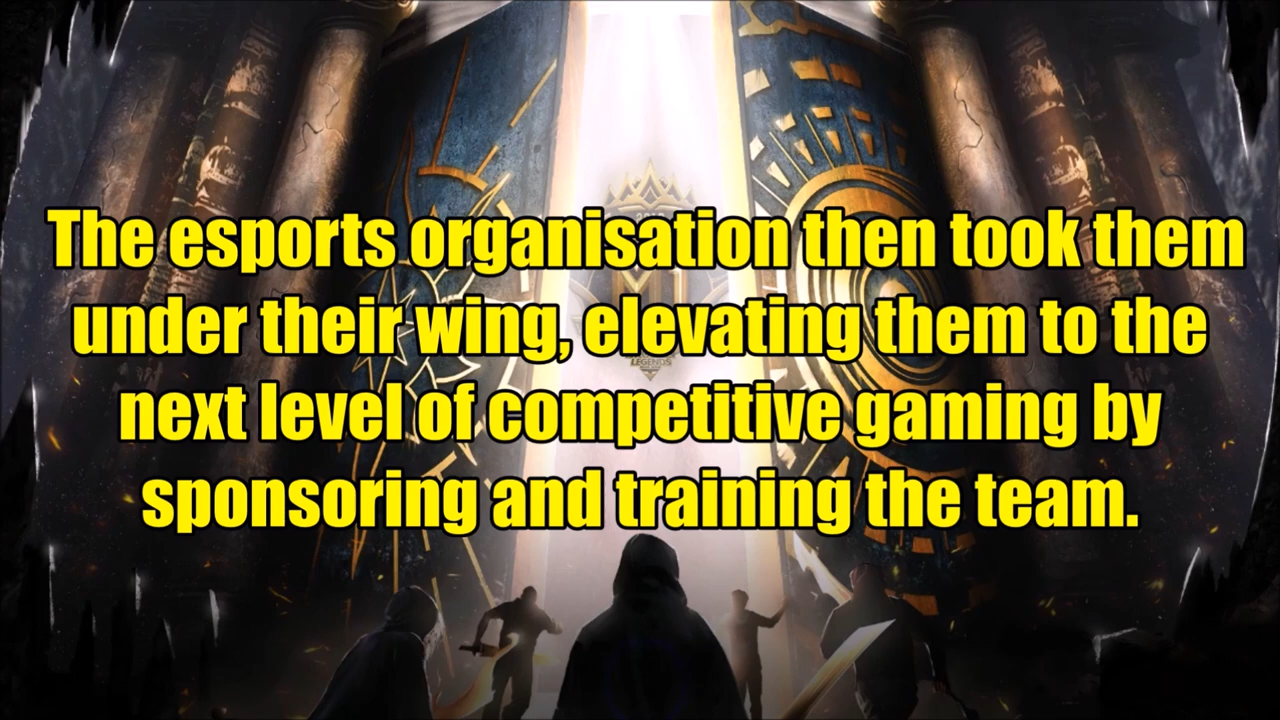 The esports organisation then took them
under their wing, elevating them to the
next level of competitive gaming by
sponsoring and training the team.
LEGENDS